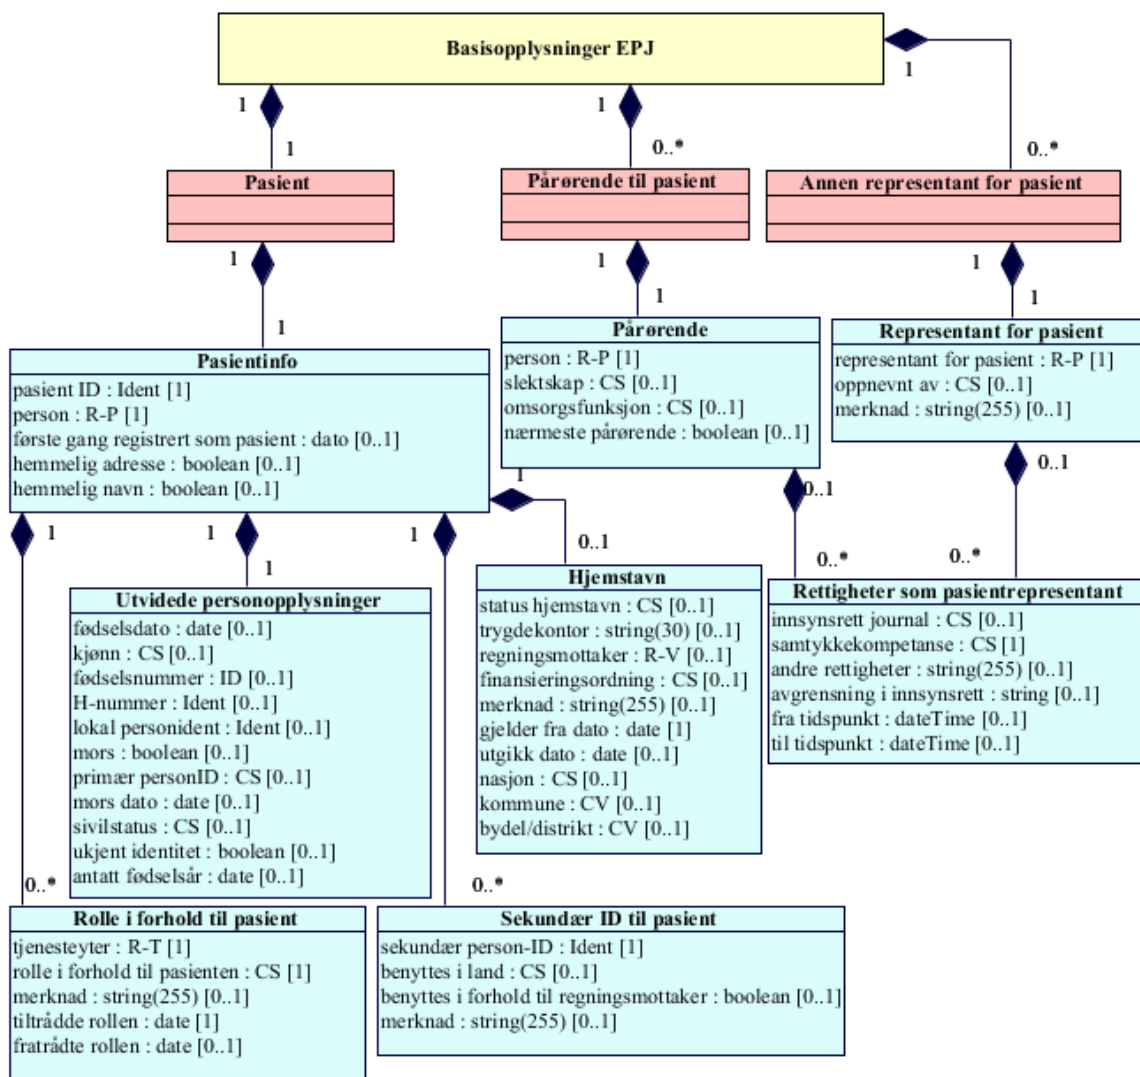 Basisopplysninger EPJ
1
1
1
1
1
0..*
0..*
Pasient
Pårørende til pasient
Annen representant for pasient
1
1
1
1
1
1
Pasientinfo
pasient ID : Ident [1]
person : R-P [1]
første gang registrert som pasient : dato [0..1]
hemmelig adresse : boolean [0..1]
hemmelig navn : boolean [0..1]
Pårørende
person : R-P [1]
slektskap : CS [0..1]
omsorgsfunksjon : CS [0..1]
nærmeste pårørende : boolean [0..1]
Representant for pasient
representant for pasient : R-P [1]
oppnevnt av : CS [0..1]
merknad : string(255) [0..1]
1
1
1
1
0..1
0..1
1
0..1
0..*
0..*
Utvidede personopplysninger
fødselsdato : date [0..1]
kjønn : CS [0..1]
fødselsnummer : ID [0..1]
H-nummer : Ident [0..1]
lokal personident : Ident [0..1]
mors : boolean [0..1]
primær personID : CS [0..1]
mors dato : date [0..1]
sivilstatus : CS [0..1]
ukjent identitet : boolean [0..1]
antatt fødselsår : date [0..1]
Hjemstavn
status hjemstavn : CS [0..1]
trygdekontor : string(30) [0..1]
regningsmottaker : R-V [0..1]
finansieringsordning : CS [0..1]
merknad : string(255) [0..1]
gjelder fra dato : date [1]
utgikk dato : date [0..1]
nasjon : CS [0..1]
kommune : CV [0..1]
bydel/distrikt : CV [0..1]
Rettigheter som pasientrepresentant
innsynsrett journal : CS [0..1]
samtykkekompetanse : CS [1]
andre rettigheter : string(255) [0..1]
avgrensning i innsynsrett : string [0..1]
fra tidspunkt : dateTime [0..1]
til tidspunkt : dateTime [0..1]
0..*
0..*
Rolle i forhold til pasient
tjenesteyter : R-T [1]
rolle i forhold til pasienten : CS [1]
merknad : string(255) [0..1]
tiltrådde rollen : date [1]
fratrådte rollen : date [0..1]
Sekundær ID til pasient
sekundær person-ID : Ident [1]
benyttes i land : CS [0..1]
benyttes i forhold til regningsmottaker : boolean [0..1]
merknad : string(255) [0..1]